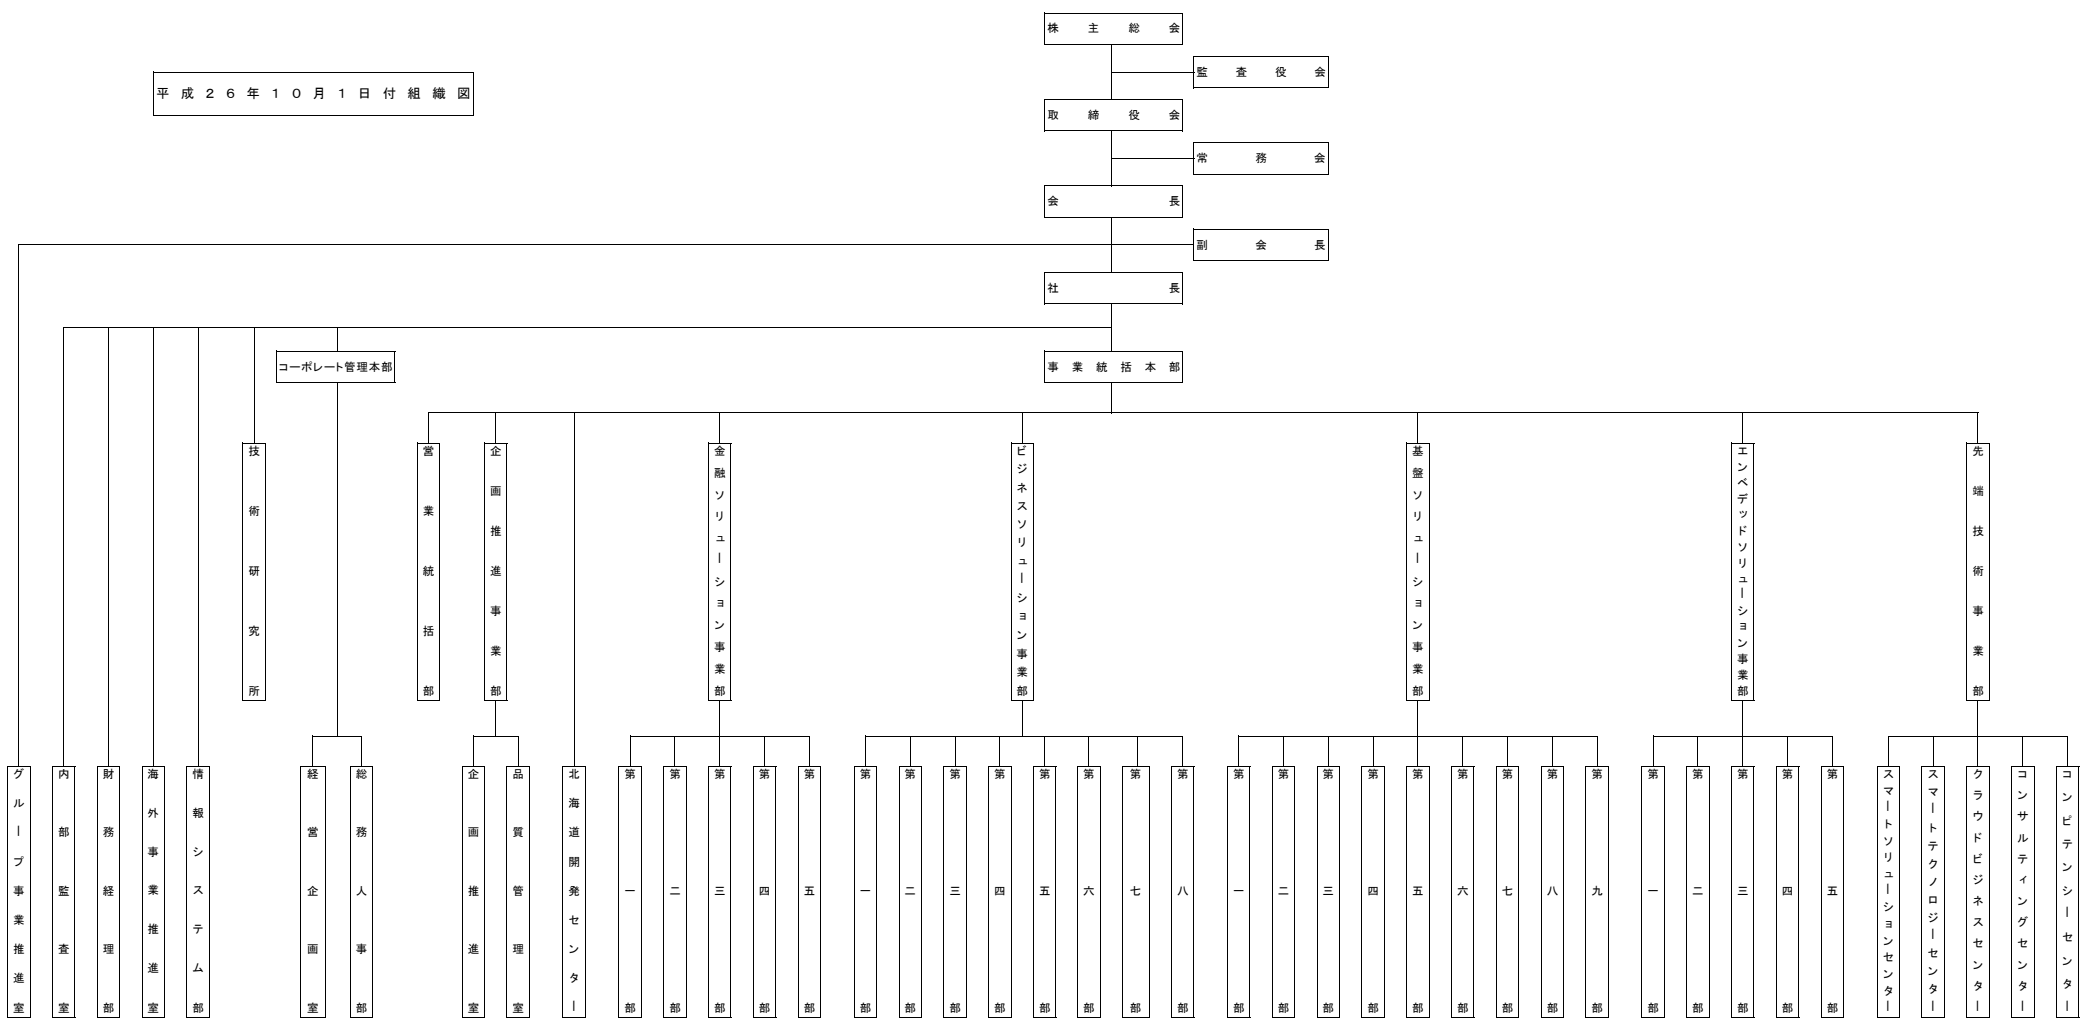 株主総会
監査役会
平成２６年１０月１日付組織図
取締役会
常務会
会長
副会長
社長
コーポレート管理本部
事業統括本部
技術研究所
営業統括部
企画推進事業部
金融ソリューション事業部
ビジネスソリューション事業部
基盤ソリューション事業部
エンベデッドソリューション事業部
先端技術事業部
グループ事業推進室
内部監査室
財務経理部
海外事業推進室
情報システム部
経営企画室
総務人事部
企画推進室
品質管理室
北海道開発センター
第一部
第二部
第三部
第四部
第五部
第一部
第二部
第三部
第四部
第五部
第六部
第七部
第八部
第一部
第二部
第三部
第四部
第五部
第六部
第七部
第八部
第九部
第一部
第二部
第三部
第四部
第五部
スマートソリューションセンター
スマートテクノロジーセンター
クラウドビジネスセンター
コンサルティングセンター
コンピテンシーセンター